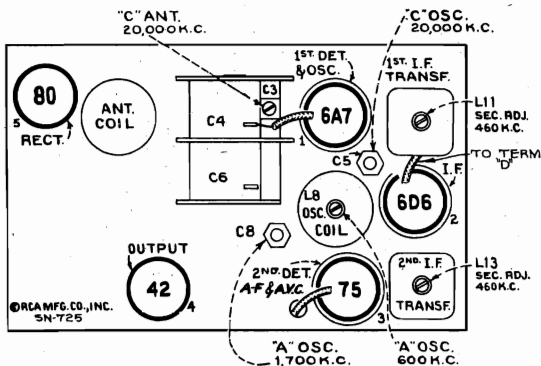 "C" ANT.
20,000 K.C.
"C" OSC.
20,000 K.C.
1ST. DET.
& OSC.
1ST. I.F.
TRANSF.
80
5
RECT.
ANT.
COIL
C3
C4
6A7
1
C5
L11
SEC. ADJ.
460 K.C.
TO TERM
"D"
I.F.
C6
L8
OSC.
COIL
6D6
2
C8
OUTPUT
42
4
2ND. DET.
A-F & A.V.C.
75
3
2ND. I.F.
TRANSF.
L13
SEC. ADJ.
460 K.C.
©RCA MFG. CO., INC.
SN-725
"A" OSC.
1,700 K.C.
"A" OSC.
600 K.C.